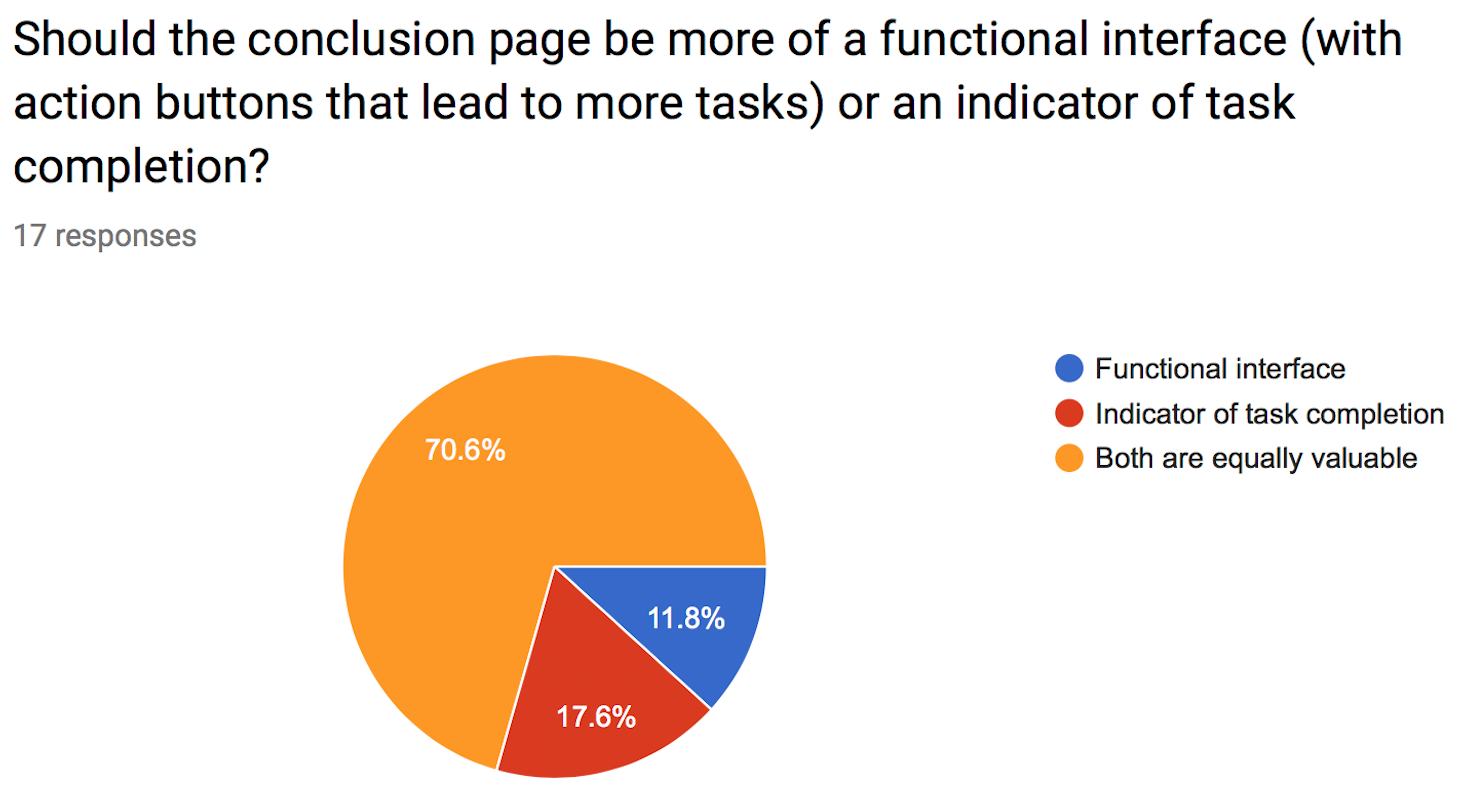 Should the conclusion page be more of a functional interface (with
action buttons that lead to more tasks) or an indicator of task
completion?
17 responses
Functional interface
Indicator of task completion
Both are equally valuable
70.6%
11.8%
17.6%